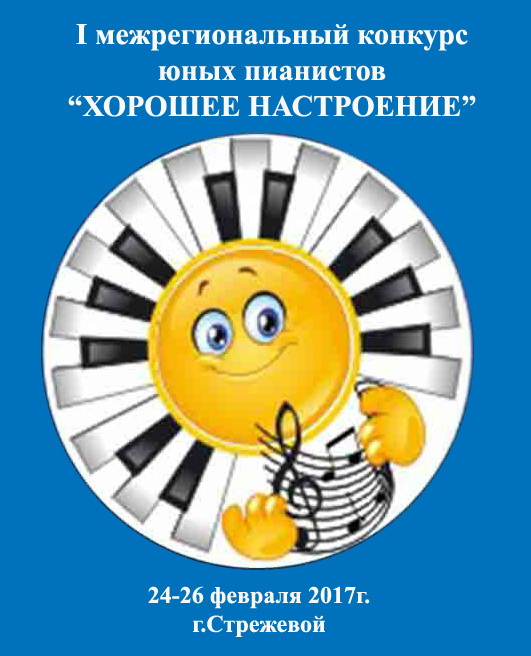 I межрегиональный конкурс
юных пианистов
“ХОРОШЕЕ НАСТРОЕНИЕ”
24-26 февраля 2017г.
г.Стрежевой